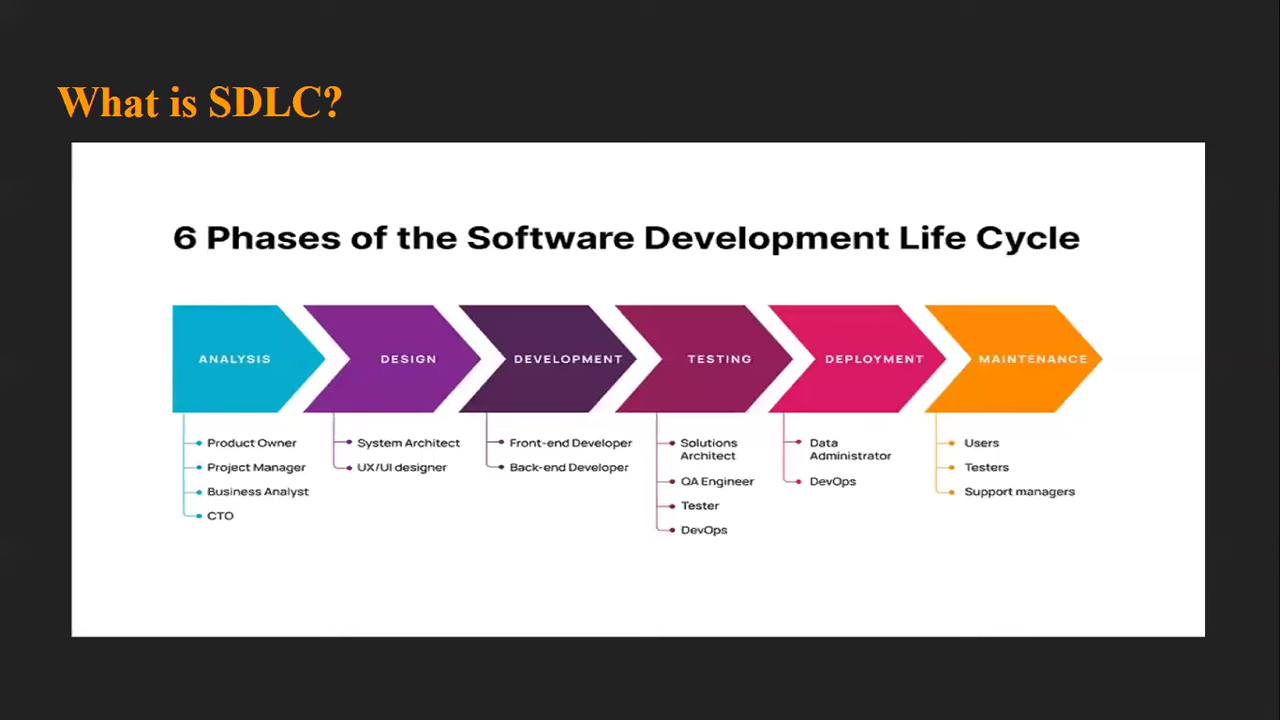 What is SDLC?
6 Phases of the Software Development Life Cycle
ANALYSIS
DESIGN
DEVELOPMENT
TESTING
DEPLOYMENT
MAINTENANCE
Product Owner
Project Manager
Business Analyst
CTO
System Architect
UX/UI designer
Front-end Developer
Back-end Developer
Solutions
Architect
QA Engineer
Tester
DevOps
Data
Administrator
DevOps
Users
Testers
Support managers